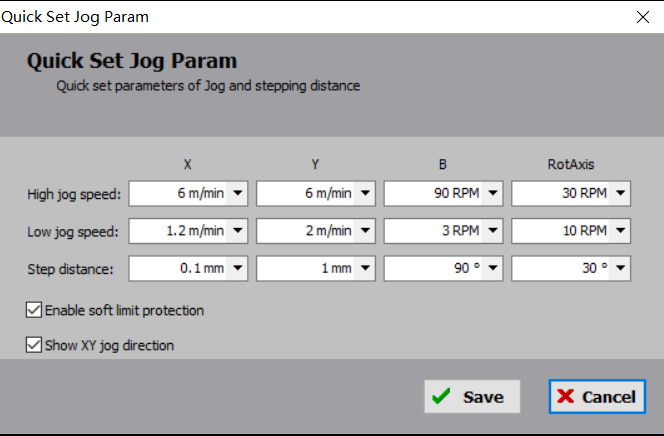 Quick Set Jog Param
Quick Set Jog Param
Quick set parameters of Jog and stepping distance
X Y B RotAxis
High jog speed: 6 m/min 6 m/min 90 RPM 30 RPM
Low jog speed: 1.2 m/min 2 m/min 3 RPM 10 RPM
Step distance: 0.1 mm 1 mm 90 ° 30 °
Enable soft limit protection
Show XY jog direction
Save Cancel